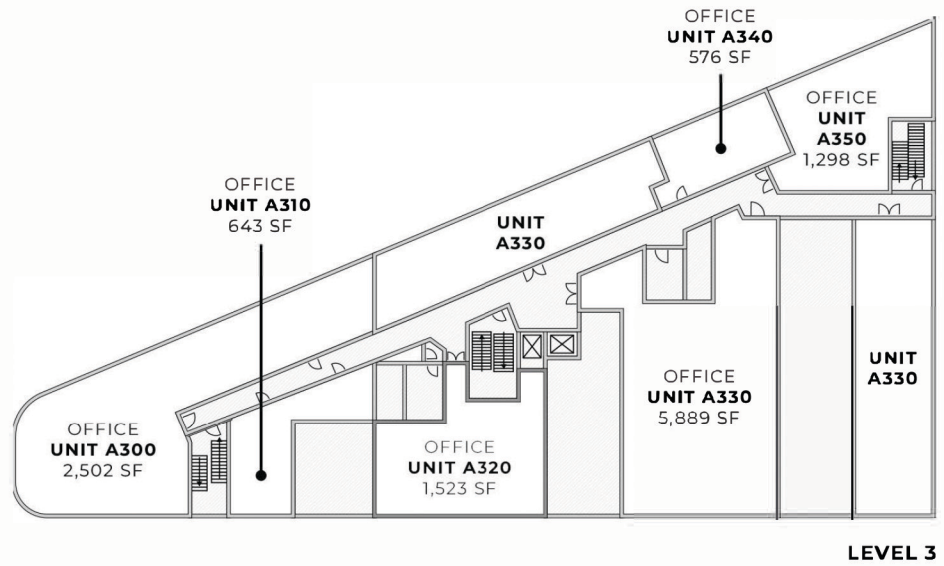 OFFICE
UNIT A340
576 SF
OFFICE
UNIT
A350
1,298 SF
OFFICE
UNIT A310
643 SF
UNIT
A330
OFFICE
UNIT A300
2,502 SF
OFFICE
UNIT A320
1,523 SF
OFFICE
UNIT A330
5,889 SF
UNIT
A330
LEVEL 3